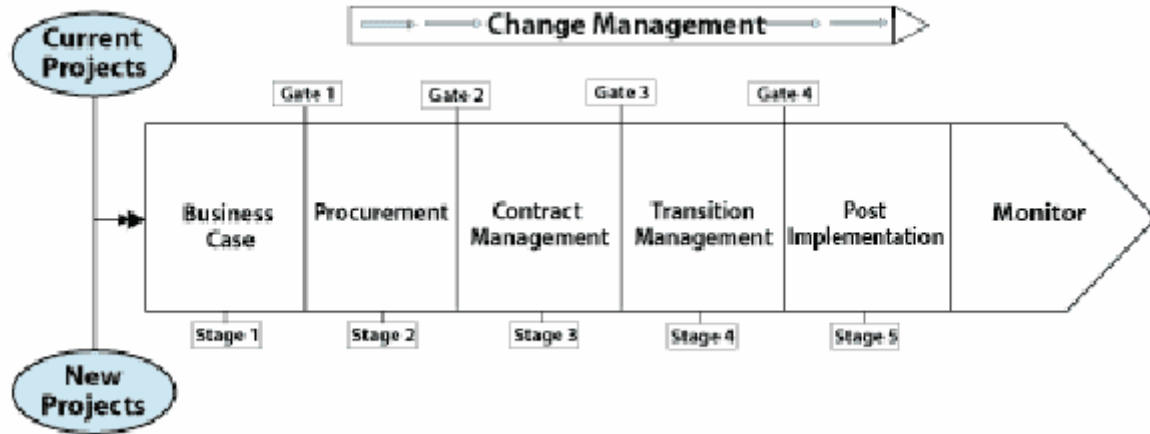 Change Management
Current
Projects
Gate 1
Gate 2
Gate 3
Gate 4
Business
Case
Procurement
Contract
Management
Transition
Management
Post
Implementation
Monitor
Stage 1
Stage 2
Stage 3
Stage 4
Stage 5
New
Projects